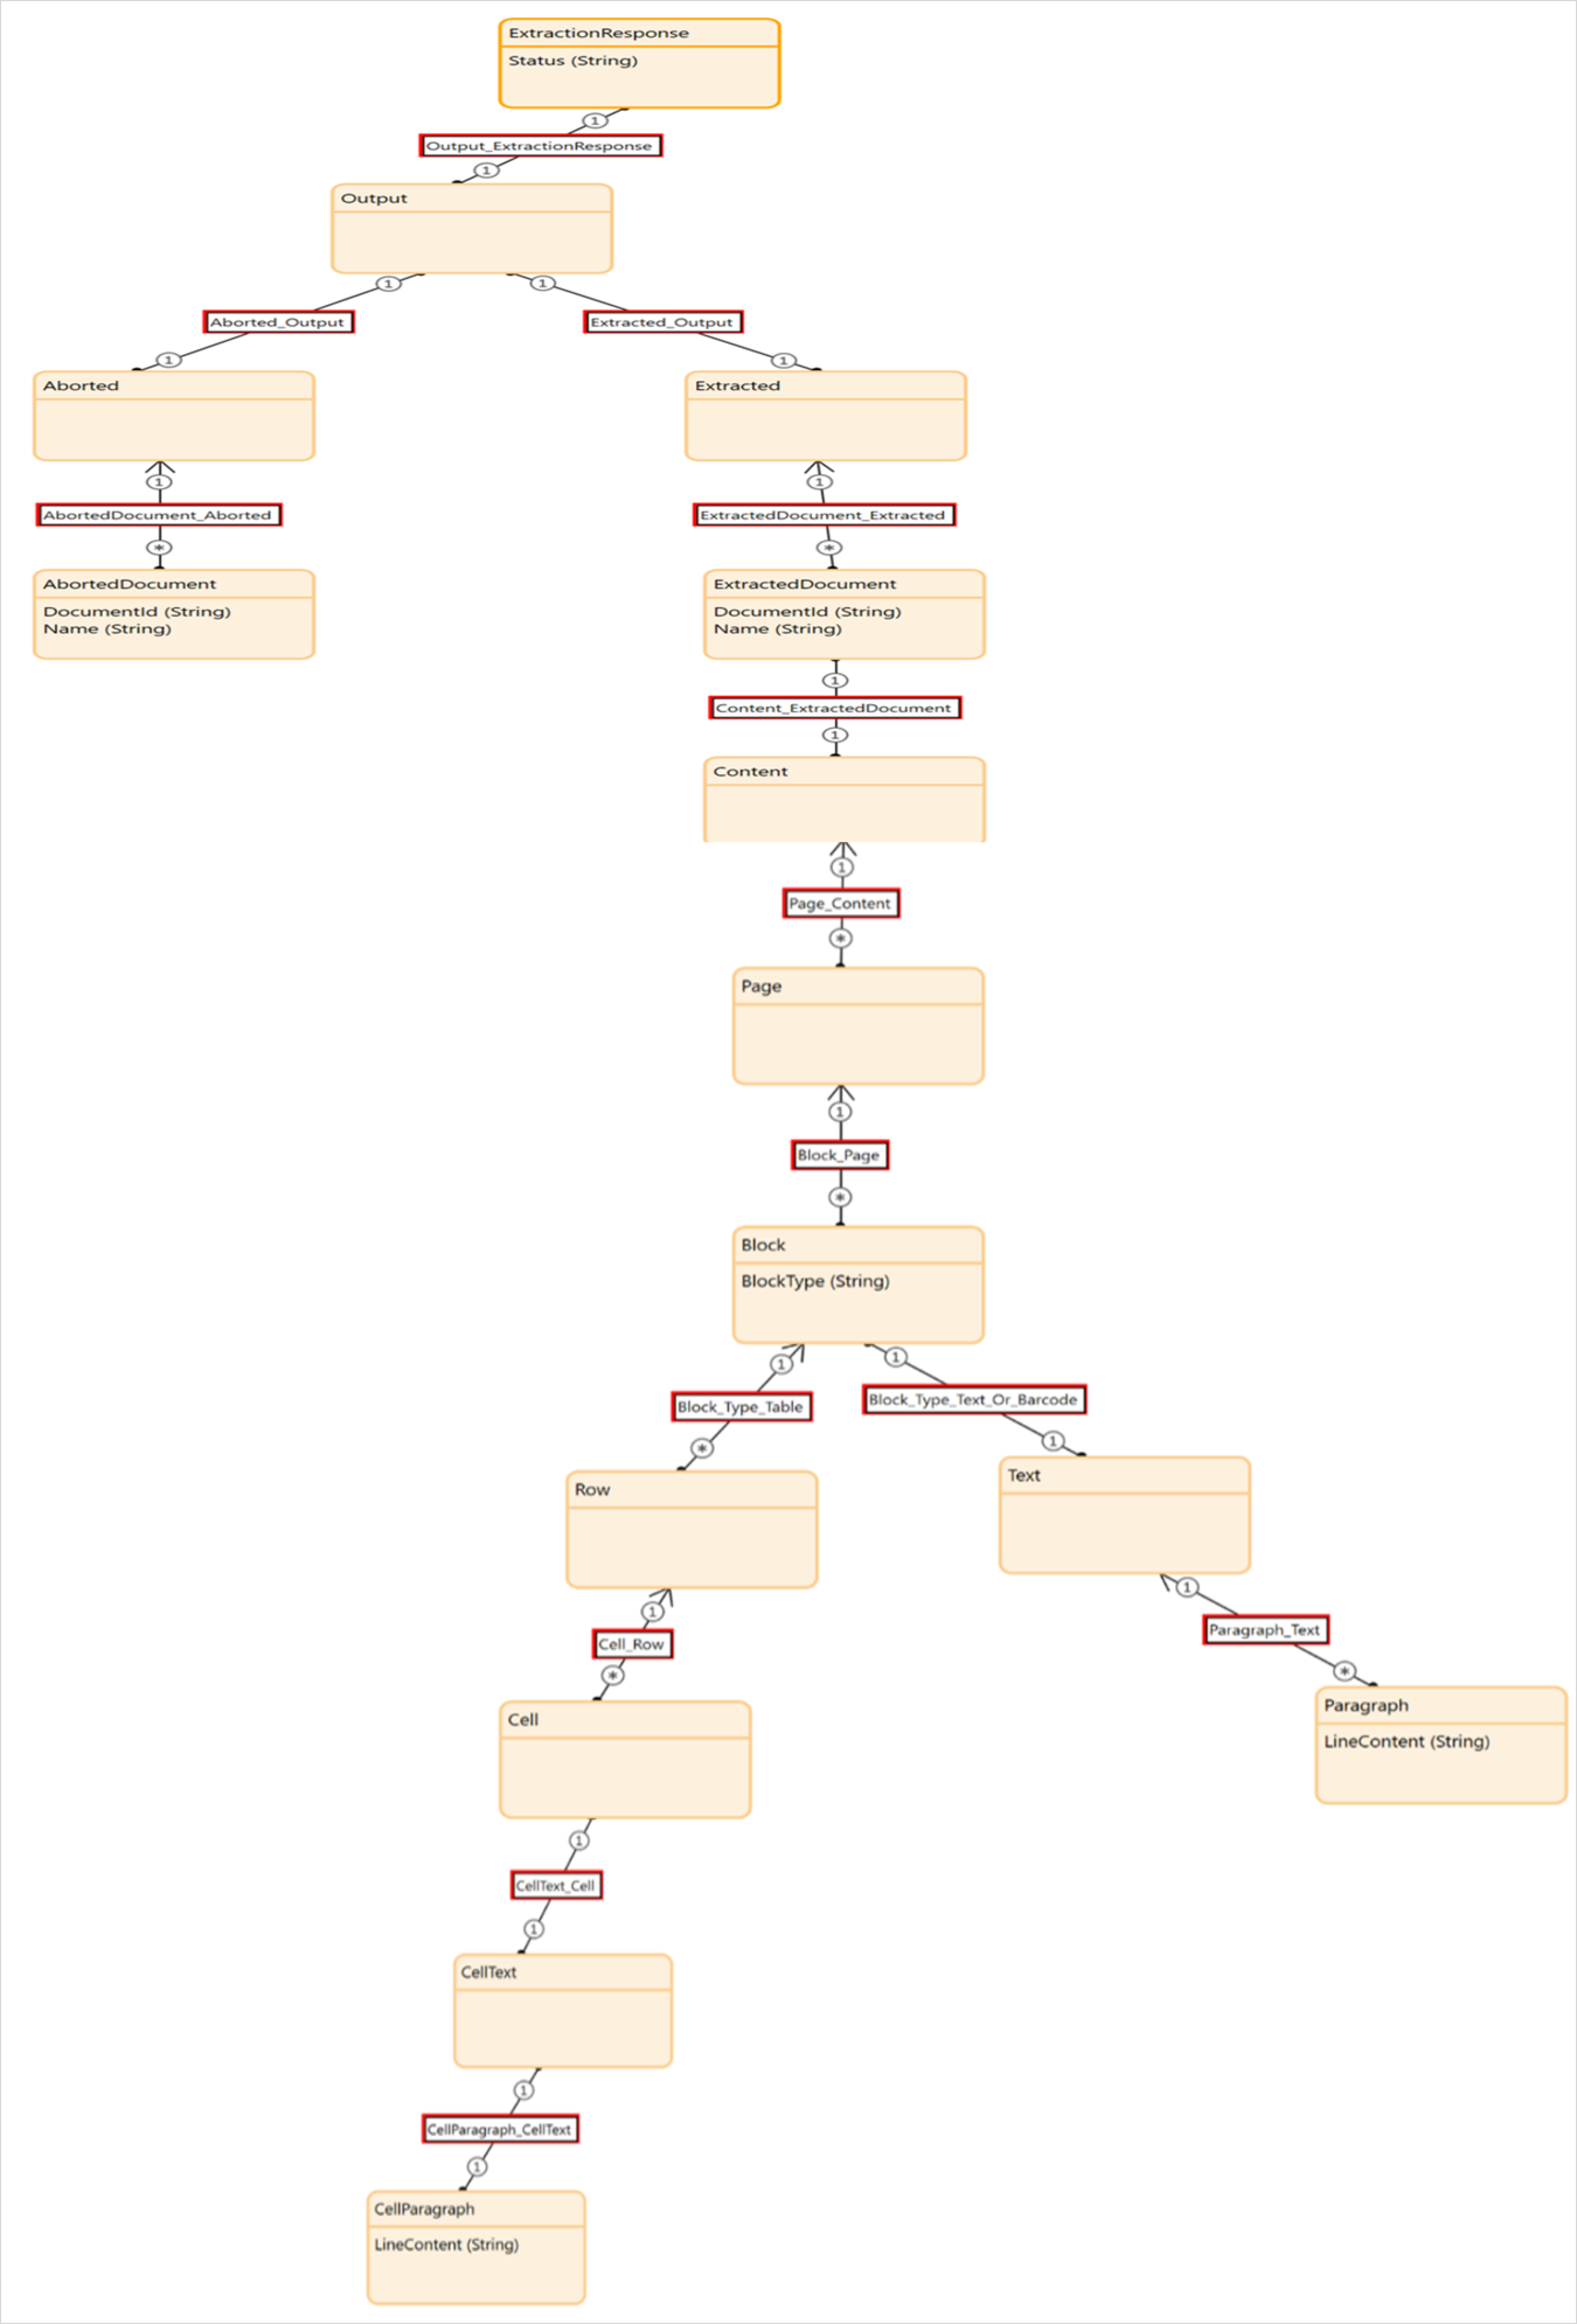 ExtractionResponse
Status (String)
1
Output_ExtractionResponse
1
Output
1
1
Aborted_Output
Extracted_Output
1
1
Aborted
Extracted
1
1
AbortedDocument_Aborted
ExtractedDocument_Extracted
*
*
AbortedDocument
DocumentId (String)
Name (String)
ExtractedDocument
DocumentId (String)
Name (String)
1
Content_ExtractedDocument
1
Content
1
Page_Content
*
Page
1
Block_Page
*
Block
BlockType (String)
1
1
Block_Type_Table
Block_Type_Text_Or_Barcode
*
1
Row
Text
1
1
Cell_Row
Paragraph_Text
*
*
Cell
Paragraph
LineContent (String)
1
CellText_Cell
1
CellText
1
CellParagraph_CellText
1
CellParagraph
LineContent (String)